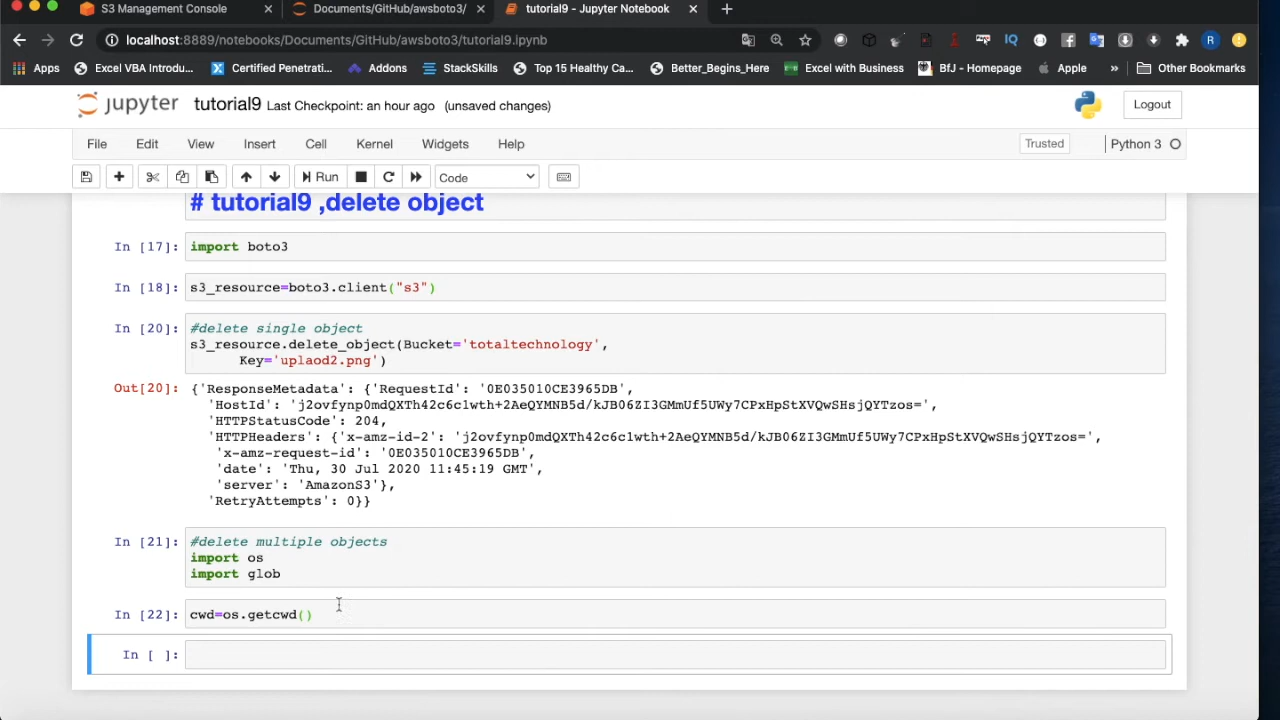 S3 Management Console
Documents/GitHub/awsboto3/
tutorial9 - Jupyter Notebook
localhost:8889/notebooks/Documents/GitHub/awsboto3/tutorial9.ipynb
Apps
Excel VBA Introdu...
Certified Penetrati...
Addons
StackSkills
Top 15 Healthy Ca...
Better_Begins_Here
Excel with Business
BfJ - Homepage
Apple
»
Other Bookmarks
jupyter tutorial9 Last Checkpoint: an hour ago (unsaved changes)
Logout
File Edit View Insert Cell Kernel Widgets Help
Trusted
Python 3
Run
Code
# tutorial9 ,delete object
In [17]: import boto3
In [18]: s3_resource=boto3.client("s3")
In [20]: #delete single object
s3_resource.delete_object(Bucket='totaltechnology',
Key='uplaod2.png')
Out[20]: {'ResponseMetadata': {'RequestId': '0E035010CE3965DB',
'HostId': 'j2ovfynp0mdQXTh42c6c1wth+2AeQYMNB5d/kJB06ZI3GMmUf5UWy7CPxHpStXVQwSHsjQYTzos=',
'HTTPStatusCode': 204,
'HTTPHeaders': {'x-amz-id-2': 'j2ovfynp0mdQXTh42c6c1wth+2AeQYMNB5d/kJB06ZI3GMmUf5UWy7CPxHpStXVQwSHsjQYTzos=',
'x-amz-request-id': '0E035010CE3965DB',
'date': 'Thu, 30 Jul 2020 11:45:19 GMT',
'server': 'AmazonS3'},
'RetryAttempts': 0}}
In [21]: #delete multiple objects
import os
import glob
In [22]: cwd=os.getcwd()
In [ ]: